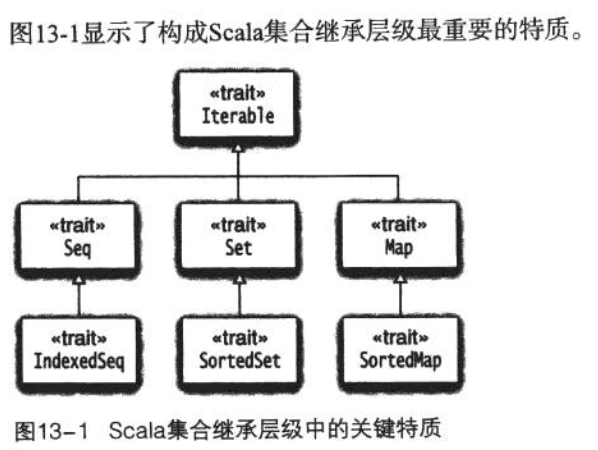 图13-1显示了构成Scala集合继承层级最重要的特质。
«trait»
Iterable
«trait»
Seq
«trait»
Set
«trait»
Map
«trait»
IndexedSeq
«trait»
SortedSet
«trait»
SortedMap
图13-1 Scala集合继承层级中的关键特质